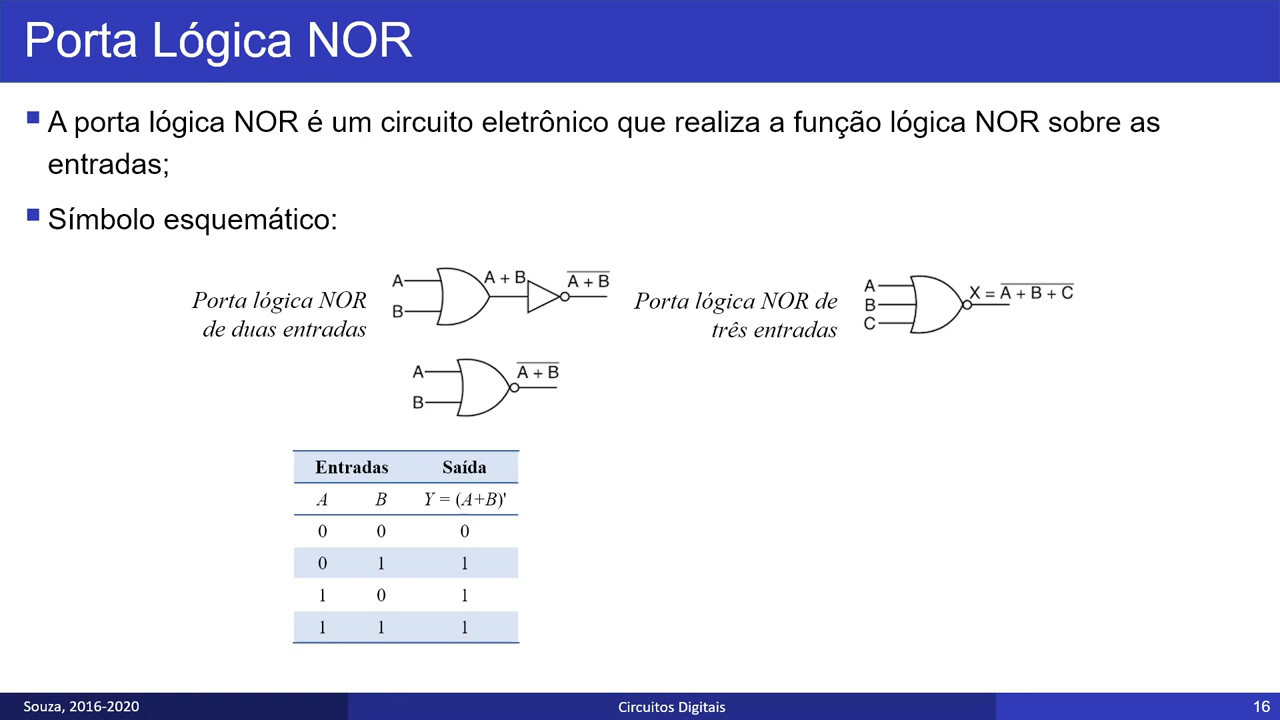 Porta Lógica NOR
A porta lógica NOR é um circuito eletrônico que realiza a função lógica NOR sobre as
entradas;
Símbolo esquemático:
Porta lógica NOR
de duas entradas
A
B
A + B
A + B
A
B
A + B
Porta lógica NOR de
três entradas
A
B
C
X = A + B + C
Entradas Saída
A B Y = (A+B)'
0 0 0
0 1 1
1 0 1
1 1 1
Souza, 2016-2020
Circuitos Digitais
16